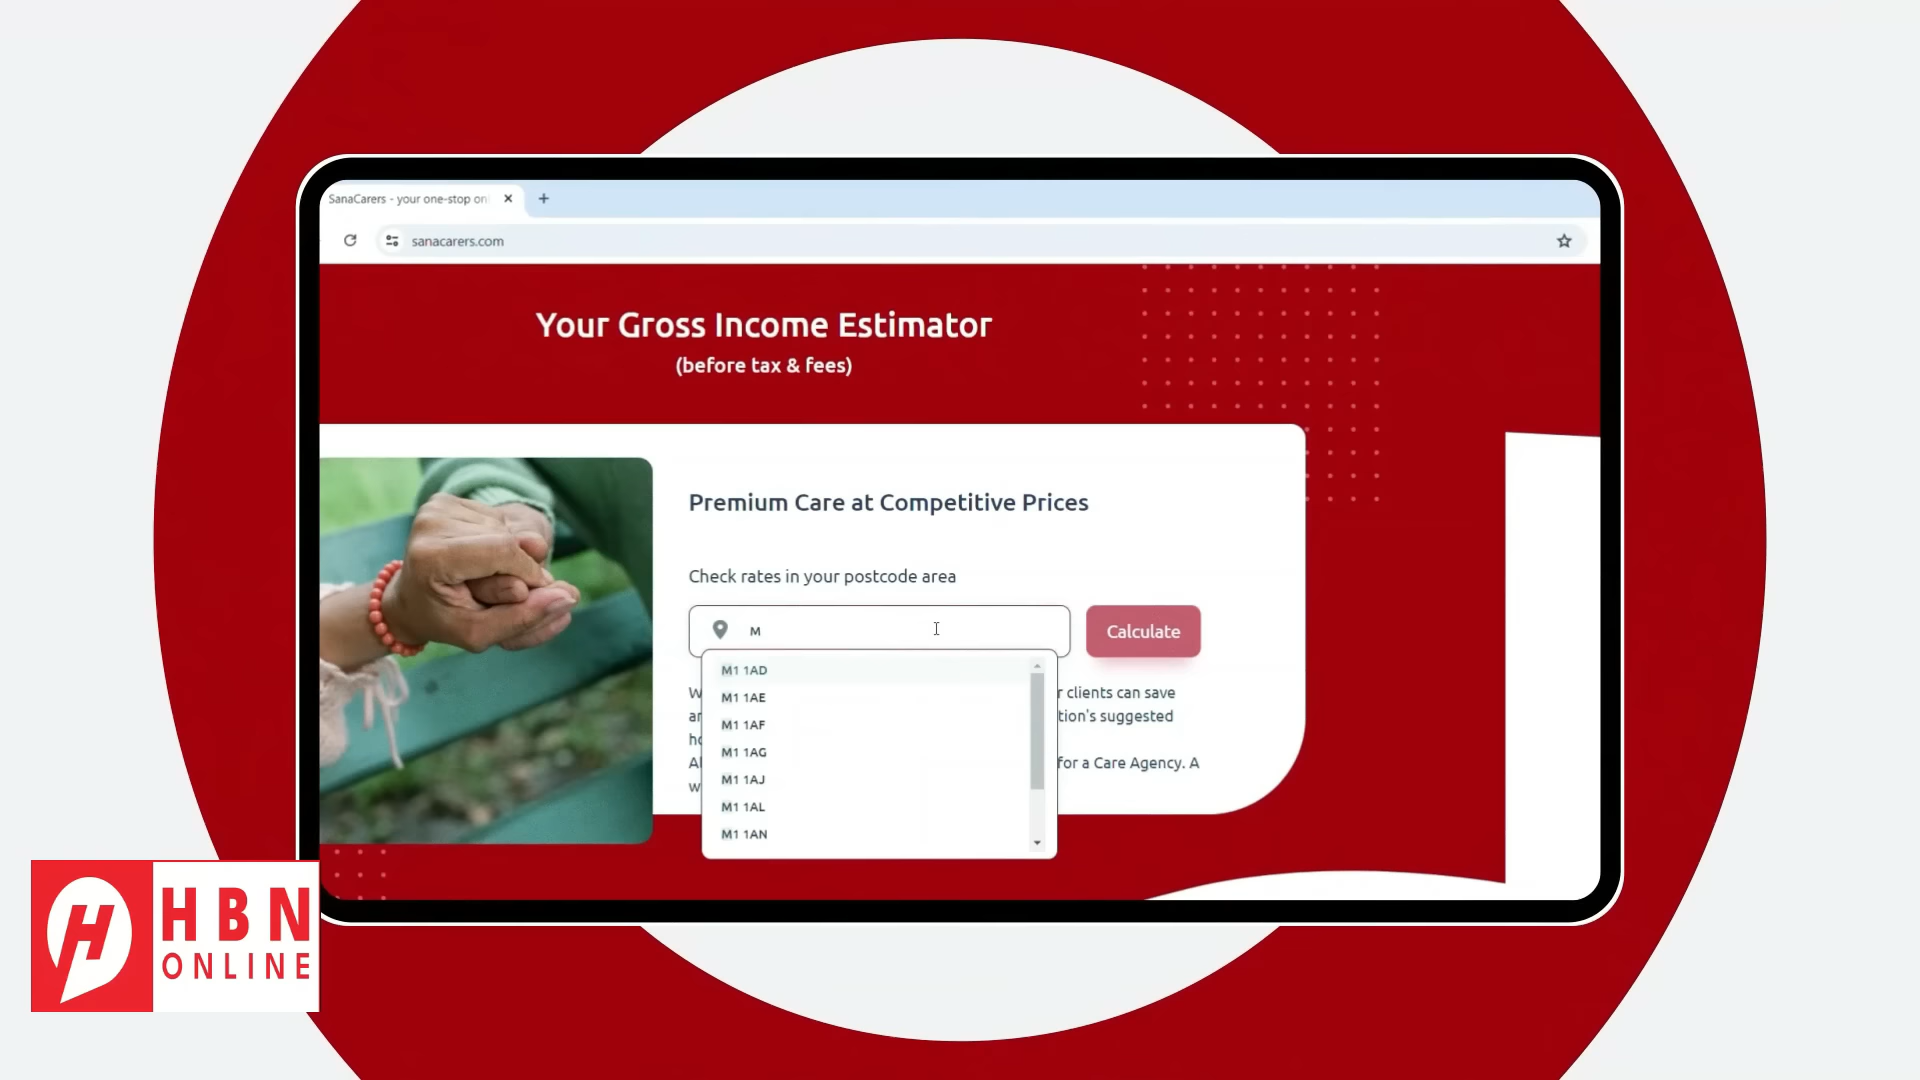 SanaCarers - your one-stop on
sanacarers.com
Your Gross Income Estimator
(before tax & fees)
Premium Care at Competitive Prices
Check rates in your postcode area
M
Calculate
M1 1AD
M1 1AE
M1 1AF
M1 1AG
M1 1AJ
M1 1AL
M1 1AN
clients can save
suggested
for a Care Agency. A
HBN
ONLINE